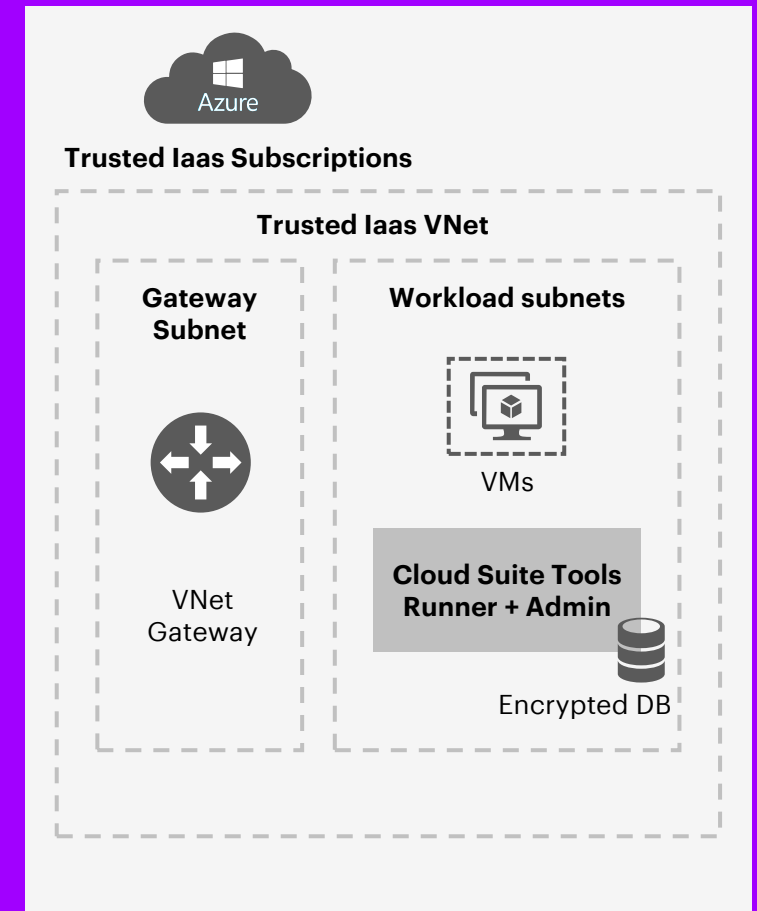 Azure
Trusted Iaas Subscriptions
Trusted Iaas VNet
Gateway
Subnet
VNet
Gateway
Workload subnets
VMs
Cloud Suite Tools
Runner + Admin
Encrypted DB